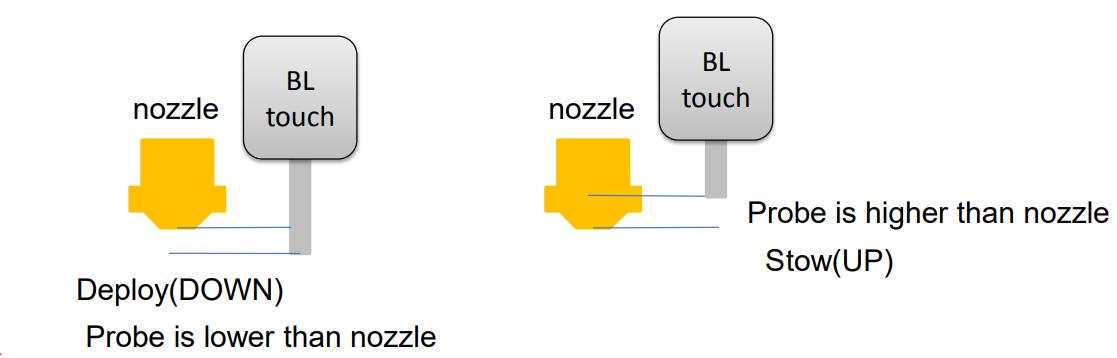 nozzle
BL
touch
Deploy(DOWN)
Probe is lower than nozzle
nozzle
BL
touch
Probe is higher than nozzle
Stow(UP)